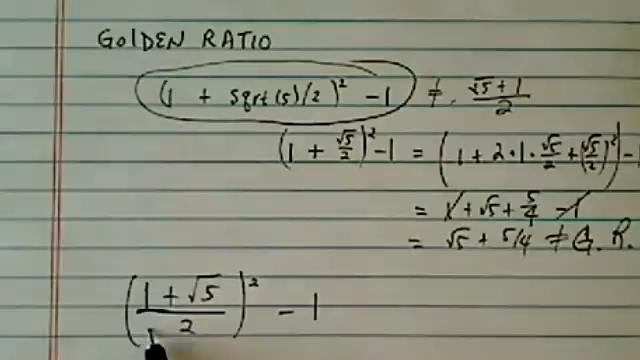 GOLDEN RATIO
(1 + sqrt(5)/2)² - 1 ≠ (√5 + 1)/2
(1 + √5/2)² - 1 = (1 + 2·1·√5/2 + (√5/2)²) - 1
= 1 + √5 + 5/4 - 1
= √5 + 5/4 ≠ G.R.
((1 + √5)/2)² - 1